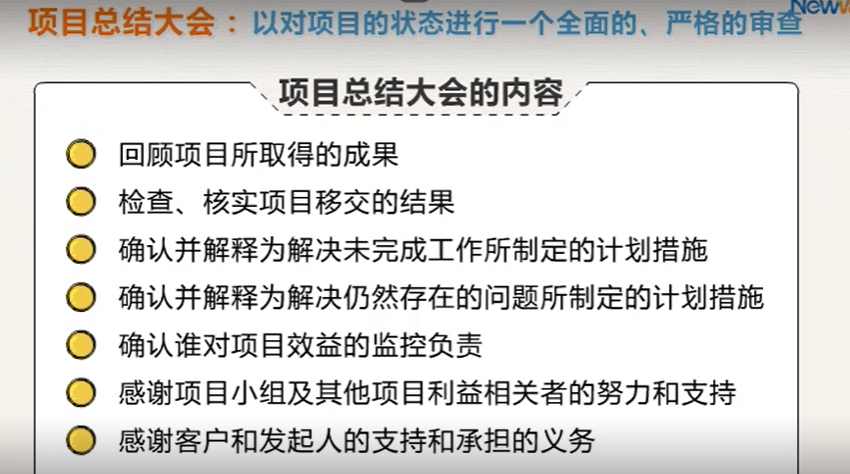 项目总结大会：以对项目的状态进行一个全面的、严格的审查
项目总结大会的内容
回顾项目所取得的成果
检查、核实项目移交的结果
确认并解释为解决未完成工作所制定的计划措施
确认并解释为解决仍然存在的问题所制定的计划措施
确认谁对项目效益的监控负责
感谢项目小组及其他项目利益相关者的努力和支持
感谢客户和发起人的支持和承担的义务